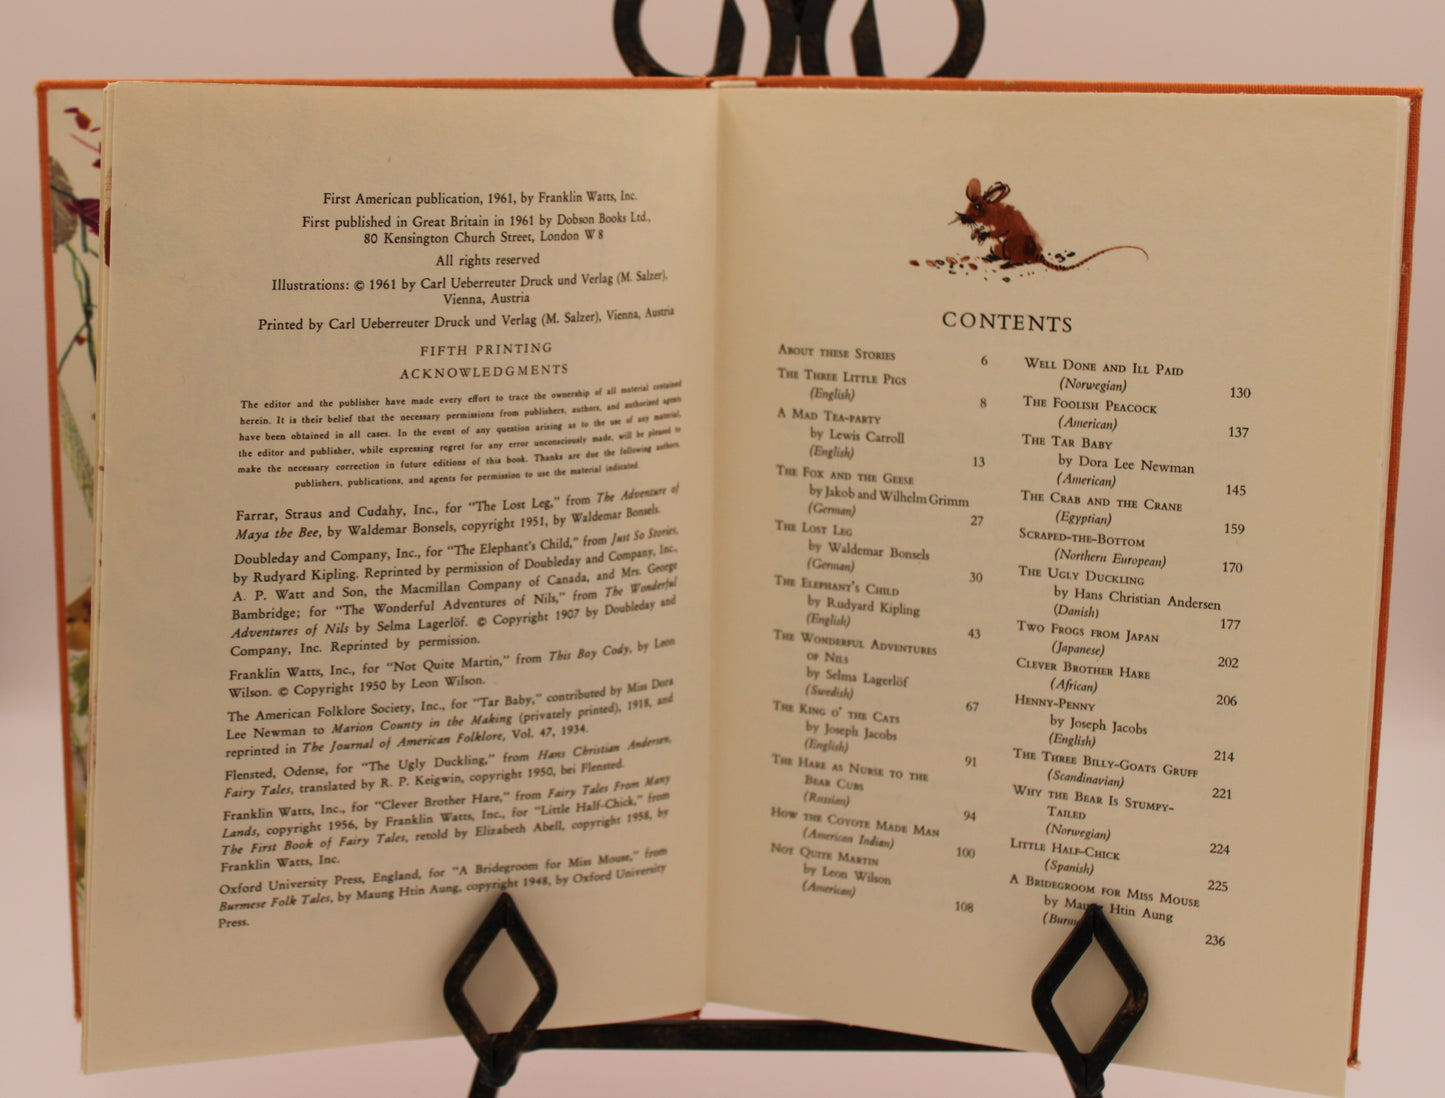 First American publication, 1961, by Franklin Watts, Inc.
First published in Great Britain in 1961 by Dobson Books Ltd.,
80 Kensington Church Street, London W 8
All rights reserved
Illustrations: © 1961 by Carl Ueberreuter Druck und Verlag (M. Salzer),
Vienna, Austria
Printed by Carl Ueberreuter Druck und Verlag (M. Salzer), Vienna, Austria
FIFTH PRINTING
ACKNOWLEDGMENTS
The editor and the publisher have made every effort to trace the ownership of all material contained
herein. It is their belief that the necessary permissions from publishers, authors, and authorized agents
have been obtained in all cases. In the event of any question arising as to the use of any material,
the editor and publisher, while expressing regret for any error unconsciously made, will be pleased to
make the necessary correction in future editions of this book. Thanks are due the following authors,
publishers, publications, and agents for permission to use the material indicated.
Farrar, Straus and Cudahy, Inc., for "The Lost Leg," from The Adventure of
Maya the Bee, by Waldemar Bonsels, copyright 1951, by Waldemar Bonsels.
Doubleday and Company, Inc., for "The Elephant's Child," from Just So Stories,
by Rudyard Kipling. Reprinted by permission of Doubleday and Company, Inc.,
A. P. Watt and Son, the Macmillan Company of Canada, and Mrs. George
Bambridge; for "The Wonderful Adventures of Nils," from The Wonderful
Adventures of Nils by Selma Lagerlöf. © Copyright 1907 by Doubleday and
Company, Inc. Reprinted by permission.
Franklin Watts, Inc., for "Not Quite Martin," from This Boy Cody, by Leon
Wilson. © Copyright 1950 by Leon Wilson.
The American Folklore Society, Inc., for "Tar Baby," contributed by Miss Dora
Lee Newman to Marion County in the Making (privately printed), 1918, and
reprinted in The Journal of American Folklore, Vol. 47, 1934.
Flensted, Odense, for "The Ugly Duckling," from Hans Christian Andersen,
Fairy Tales, translated by R. P. Keigwin, copyright 1950, bei Flensted.
Franklin Watts, Inc., for "Clever Brother Hare," from Fairy Tales From Many
Lands, copyright 1956, by Franklin Watts, Inc., for "Little Half-Chick," from
The First Book of Fairy Tales, retold by Elizabeth Abell, copyright 1958, by
Franklin Watts, Inc.
Oxford University Press, England, for "A Bridegroom for Miss Mouse," from
Burmese Folk Tales, by Maung Htin Aung, copyright 1948, by Oxford University
Press.
CONTENTS
ABOUT THESE STORIES 6
THE THREE LITTLE PIGS
(English) 8
A MAD TEA-PARTY
by Lewis Carroll
(English) 13
THE FOX AND THE GEESE
by Jakob and Wilhelm Grimm
(German) 27
THE LOST LEG
by Waldemar Bonsels
(German) 30
THE ELEPHANT'S CHILD
by Rudyard Kipling
(English) 43
THE WONDERFUL ADVENTURES
OF NILS
by Selma Lagerlöf
(Swedish) 67
THE KING O' THE CATS
by Joseph Jacobs
(English) 91
THE HARE AS NURSE TO THE
BEAR CUBS
(Russian) 94
HOW THE COYOTE MADE MAN
(American Indian) 100
NOT QUITE MARTIN
by Leon Wilson
(American) 108
WELL DONE AND ILL PAID
(Norwegian) 130
THE FOOLISH PEACOCK
(American) 137
THE TAR BABY
by Dora Lee Newman
(American) 145
THE CRAB AND THE CRANE
(Egyptian) 159
SCRAPED-THE-BOTTOM
(Northern European) 170
THE UGLY DUCKLING
by Hans Christian Andersen
(Danish) 177
TWO FROGS FROM JAPAN
(Japanese) 202
CLEVER BROTHER HARE
(African) 206
HENNY-PENNY
by Joseph Jacobs
(English) 214
THE THREE BILLY-GOATS GRUFF
(Scandinavian) 221
WHY THE BEAR IS STUMPY-
TAILED
(Norwegian) 224
LITTLE HALF-CHICK
(Spanish) 225
A BRIDEGROOM FOR MISS MOUSE
by Maung Htin Aung
236